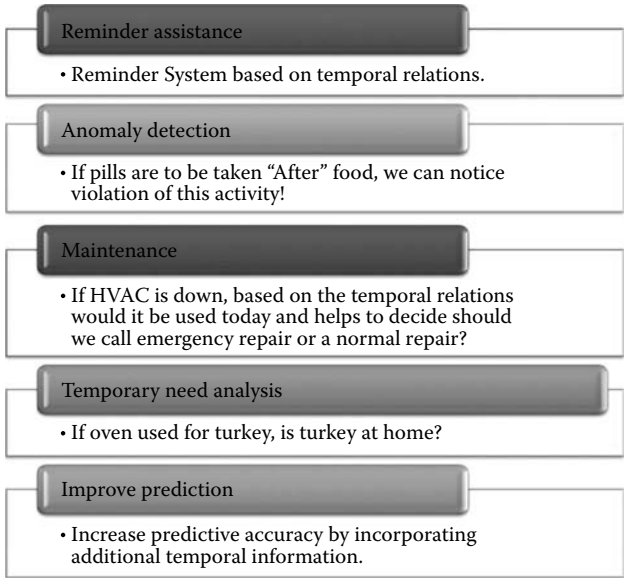 Reminder assistance
• Reminder System based on temporal relations.
Anomaly detection
• If pills are to be taken “After” food, we can notice
violation of this activity!
Maintenance
• If HVAC is down, based on the temporal relations
would it be used today and helps to decide should
we call emergency repair or a normal repair?
Temporary need analysis
• If oven used for turkey, is turkey at home?
Improve prediction
• Increase predictive accuracy by incorporating
additional temporal information.